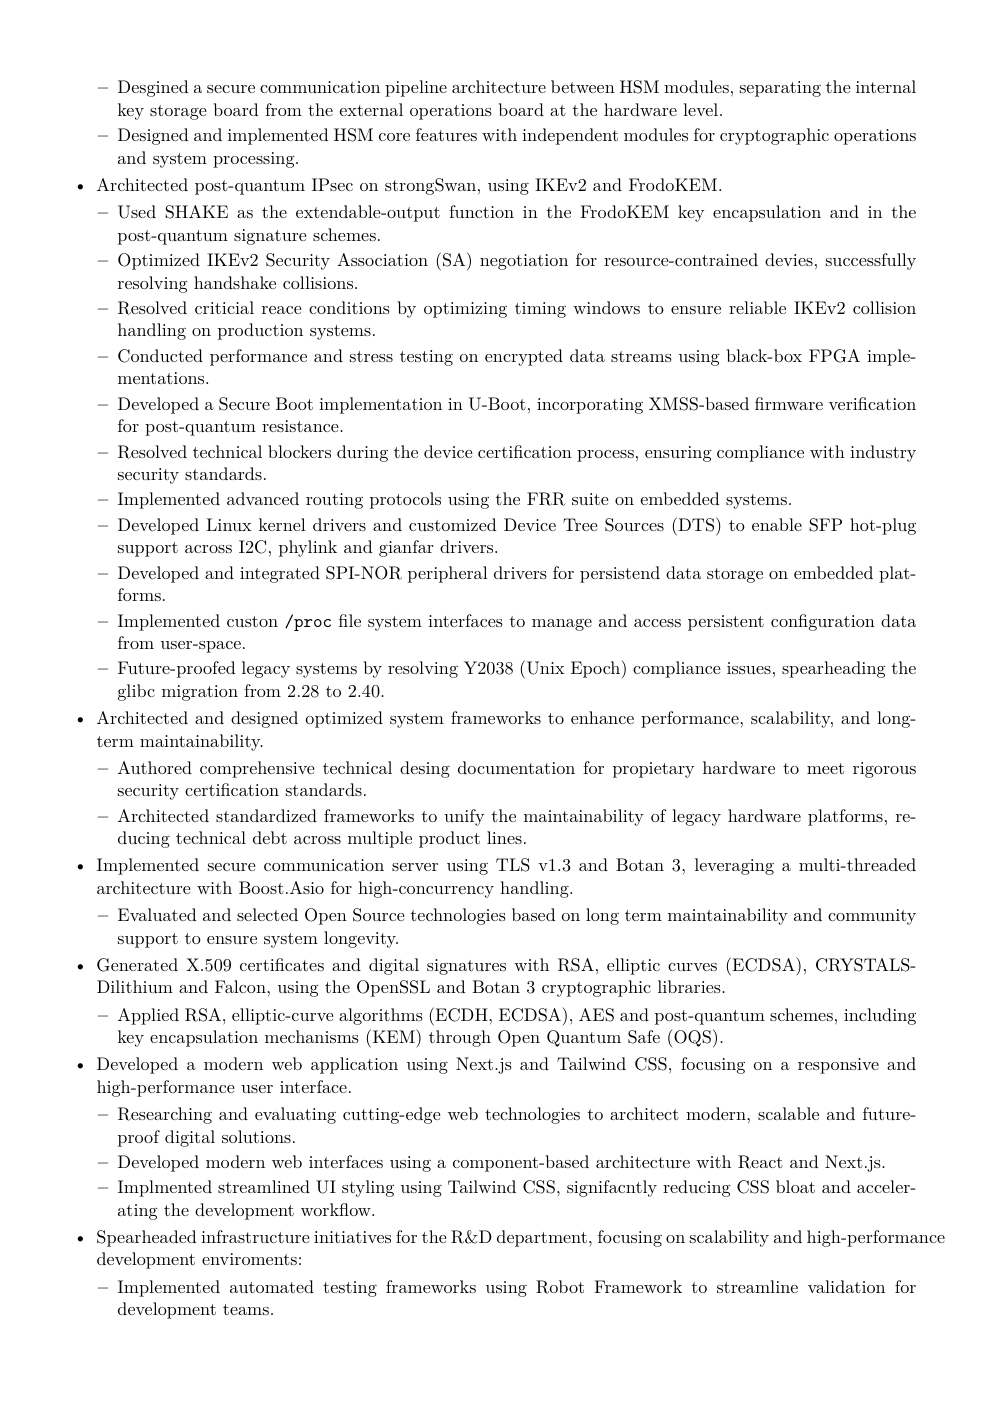 – Desgined a secure communication pipeline architecture between HSM modules, separating the internal
key storage board from the external operations board at the hardware level.
– Designed and implemented HSM core features with independent modules for cryptographic operations
and system processing.
• Architected post-quantum IPsec on strongSwan, using IKEv2 and FrodoKEM.
– Used SHAKE as the extendable-output function in the FrodoKEM key encapsulation and in the
post-quantum signature schemes.
– Optimized IKEv2 Security Association (SA) negotiation for resource-contrained devies, successfully
resolving handshake collisions.
– Resolved criticial reace conditions by optimizing timing windows to ensure reliable IKEv2 collision
handling on production systems.
– Conducted performance and stress testing on encrypted data streams using black-box FPGA imple-
mentations.
– Developed a Secure Boot implementation in U-Boot, incorporating XMSS-based firmware verification
for post-quantum resistance.
– Resolved technical blockers during the device certification process, ensuring compliance with industry
security standards.
– Implemented advanced routing protocols using the FRR suite on embedded systems.
– Developed Linux kernel drivers and customized Device Tree Sources (DTS) to enable SFP hot-plug
support across I2C, phylink and gianfar drivers.
– Developed and integrated SPI-NOR peripheral drivers for persistend data storage on embedded plat-
forms.
– Implemented custon /proc file system interfaces to manage and access persistent configuration data
from user-space.
– Future-proofed legacy systems by resolving Y2038 (Unix Epoch) compliance issues, spearheading the
glibc migration from 2.28 to 2.40.
• Architected and designed optimized system frameworks to enhance performance, scalability, and long-
term maintainability.
– Authored comprehensive technical desing documentation for propietary hardware to meet rigorous
security certification standards.
– Architected standardized frameworks to unify the maintainability of legacy hardware platforms, re-
ducing technical debt across multiple product lines.
• Implemented secure communication server using TLS v1.3 and Botan 3, leveraging a multi-threaded
architecture with Boost.Asio for high-concurrency handling.
– Evaluated and selected Open Source technologies based on long term maintainability and community
support to ensure system longevity.
• Generated X.509 certificates and digital signatures with RSA, elliptic curves (ECDSA), CRYSTALS-
Dilithium and Falcon, using the OpenSSL and Botan 3 cryptographic libraries.
– Applied RSA, elliptic-curve algorithms (ECDH, ECDSA), AES and post-quantum schemes, including
key encapsulation mechanisms (KEM) through Open Quantum Safe (OQS).
• Developed a modern web application using Next.js and Tailwind CSS, focusing on a responsive and
high-performance user interface.
– Researching and evaluating cutting-edge web technologies to architect modern, scalable and future-
proof digital solutions.
– Developed modern web interfaces using a component-based architecture with React and Next.js.
– Implmented streamlined UI styling using Tailwind CSS, signifacntly reducing CSS bloat and acceler-
ating the development workflow.
• Spearheaded infrastructure initiatives for the R&D department, focusing on scalability and high-performance
development enviroments:
– Implemented automated testing frameworks using Robot Framework to streamline validation for
development teams.